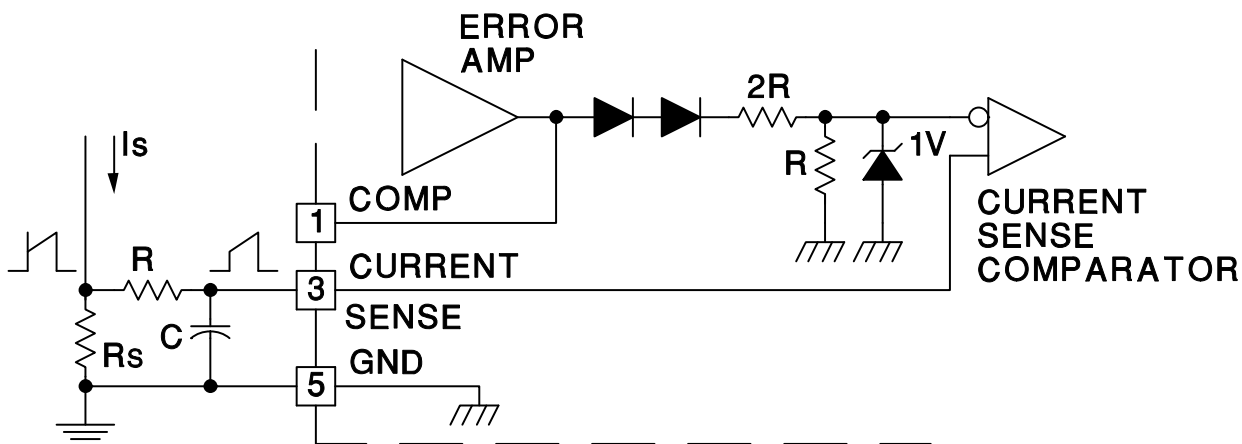 ERROR
AMP
2R
Is
R
1V
COMP
1
CURRENT
SENSE
COMPARATOR
R
CURRENT
3
SENSE
C
Rs
GND
5